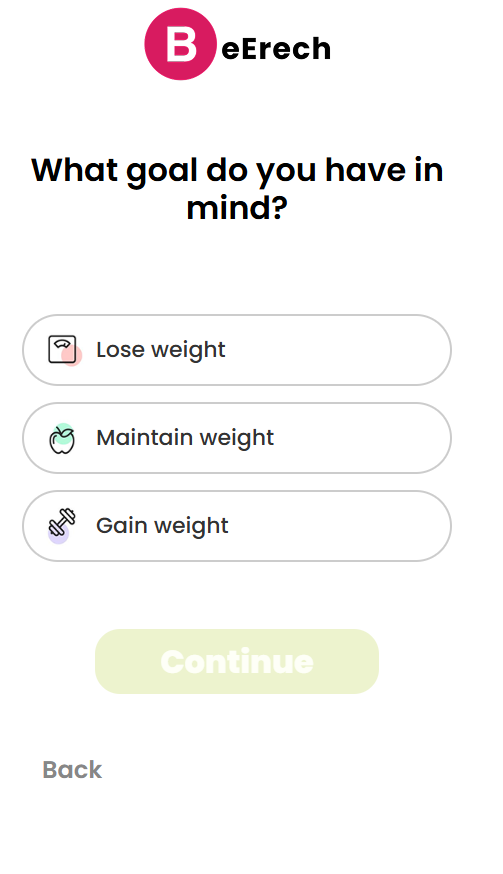 BeErech
What goal do you have in
mind?
Lose weight
Maintain weight
Gain weight
Continue
Back